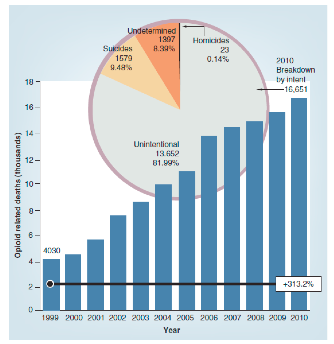 Undetermined
1397
8.39%
Homicides
23
0.14%
Suicides
1579
9.48%
2010
Breakdown
by intent
16,651
Unintentional
13.652
81.99%
Opioid related deaths (thousands)
18
16
14
12
10
8
6
4
2
0
4030
+313.2%
1999 2000 2001 2002 2003 2004 2005 2006 2007 2008 2009 2010
Year